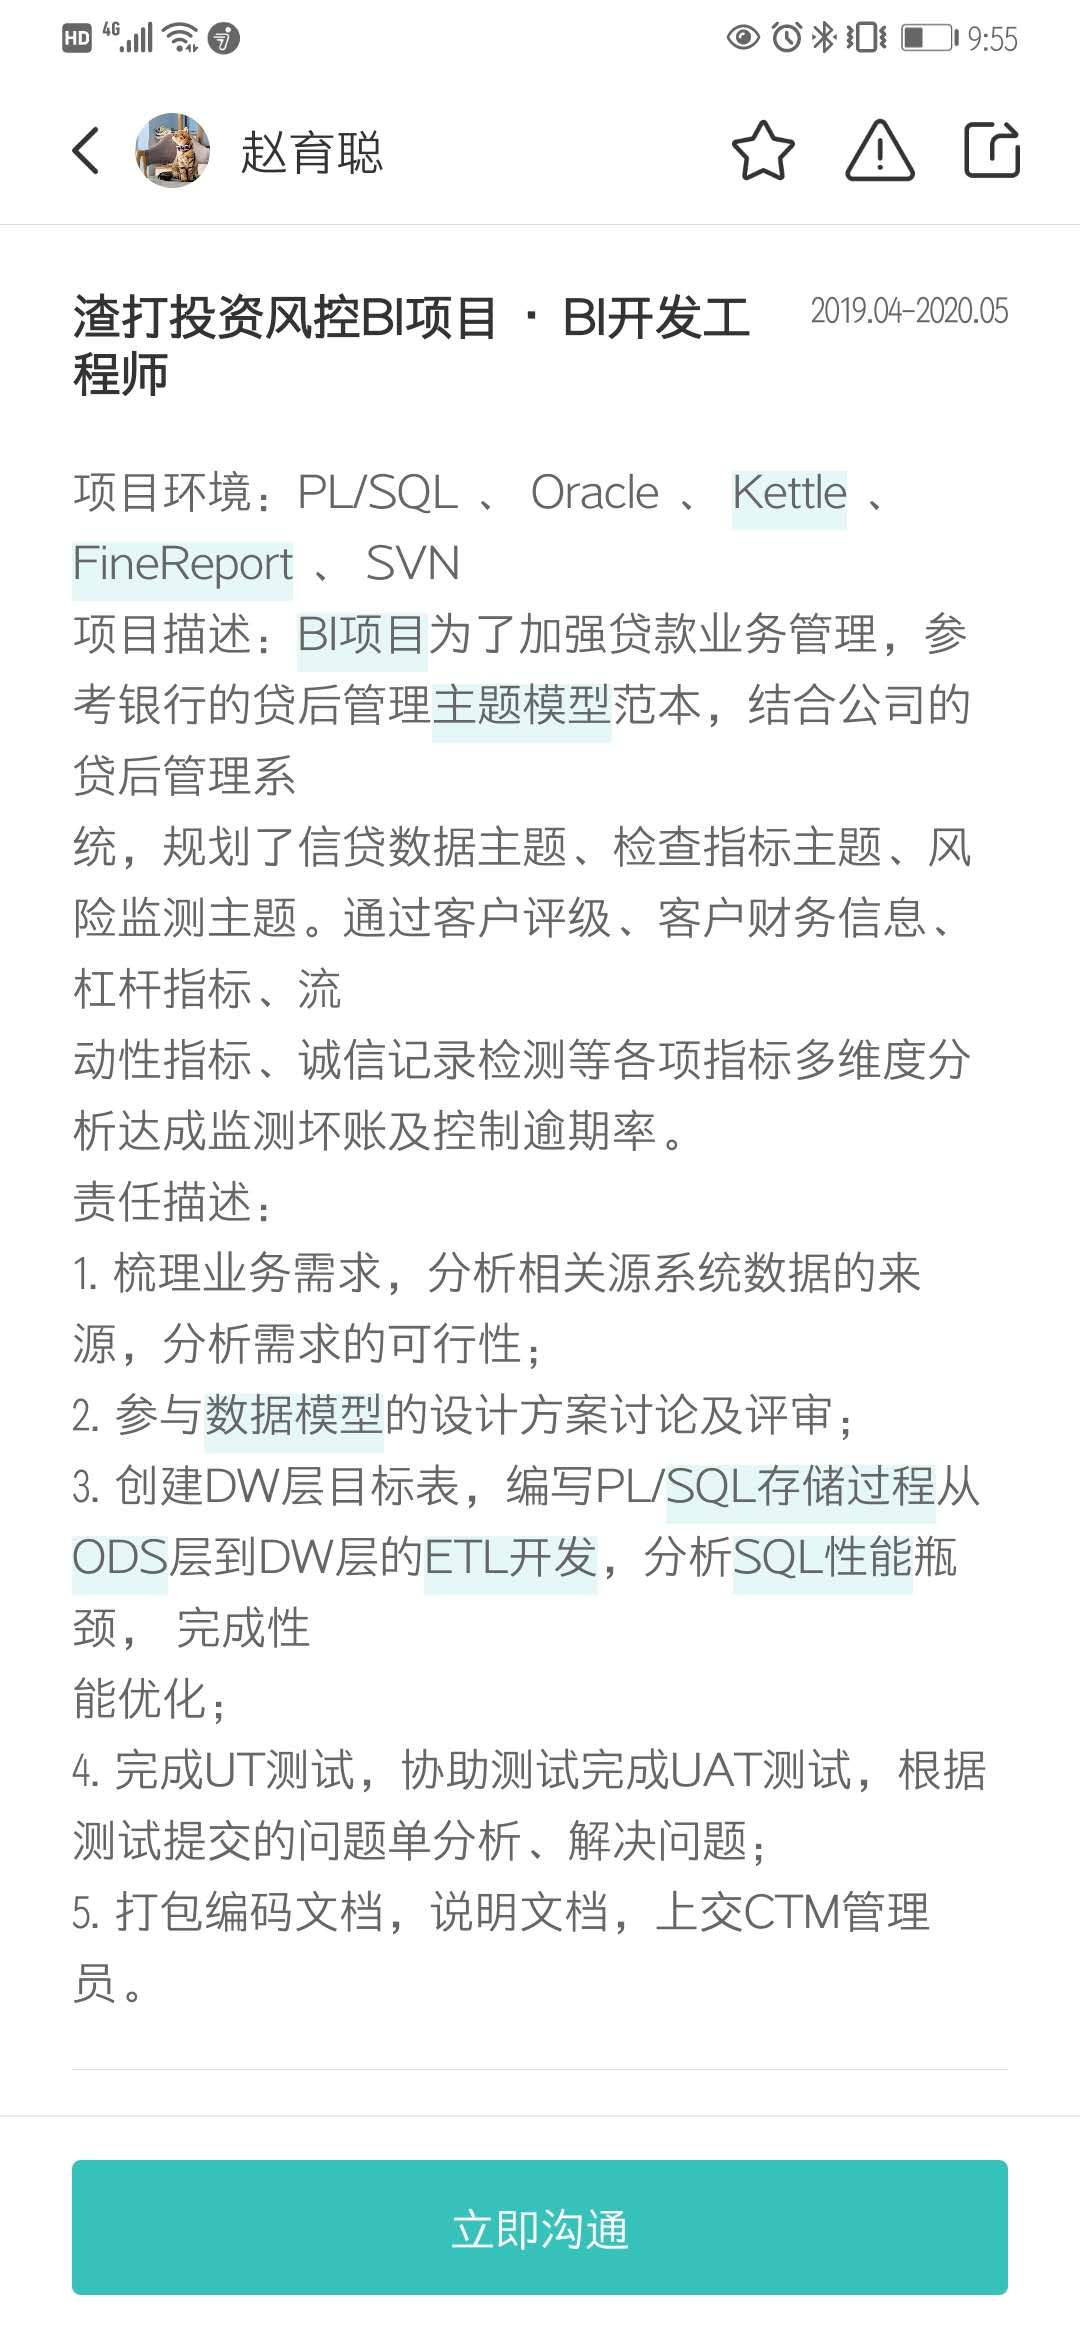 HD 4G 9:55
赵育聪
渣打投资风控BI项目 · BI开发工 2019.04-2020.05
程师
项目环境：PL/SQL 、 Oracle 、 Kettle 、
FineReport 、 SVN
项目描述：BI项目为了加强贷款业务管理，参
考银行的贷后管理主题模型范本，结合公司的
贷后管理系
统，规划了信贷数据主题、检查指标主题、风
险监测主题。通过客户评级、客户财务信息、
杠杆指标、流
动性指标、诚信记录检测等各项指标多维度分
析达成监测坏账及控制逾期率。
责任描述：
1. 梳理业务需求，分析相关源系统数据的来
源，分析需求的可行性；
2. 参与数据模型的设计方案讨论及评审；
3. 创建DW层目标表，编写PL/SQL存储过程从
ODS层到DW层的ETL开发，分析SQL性能瓶
颈， 完成性
能优化；
4. 完成UT测试，协助测试完成UAT测试，根据
测试提交的问题单分析、解决问题；
5. 打包编码文档，说明文档，上交CTM管理
员。
立即沟通